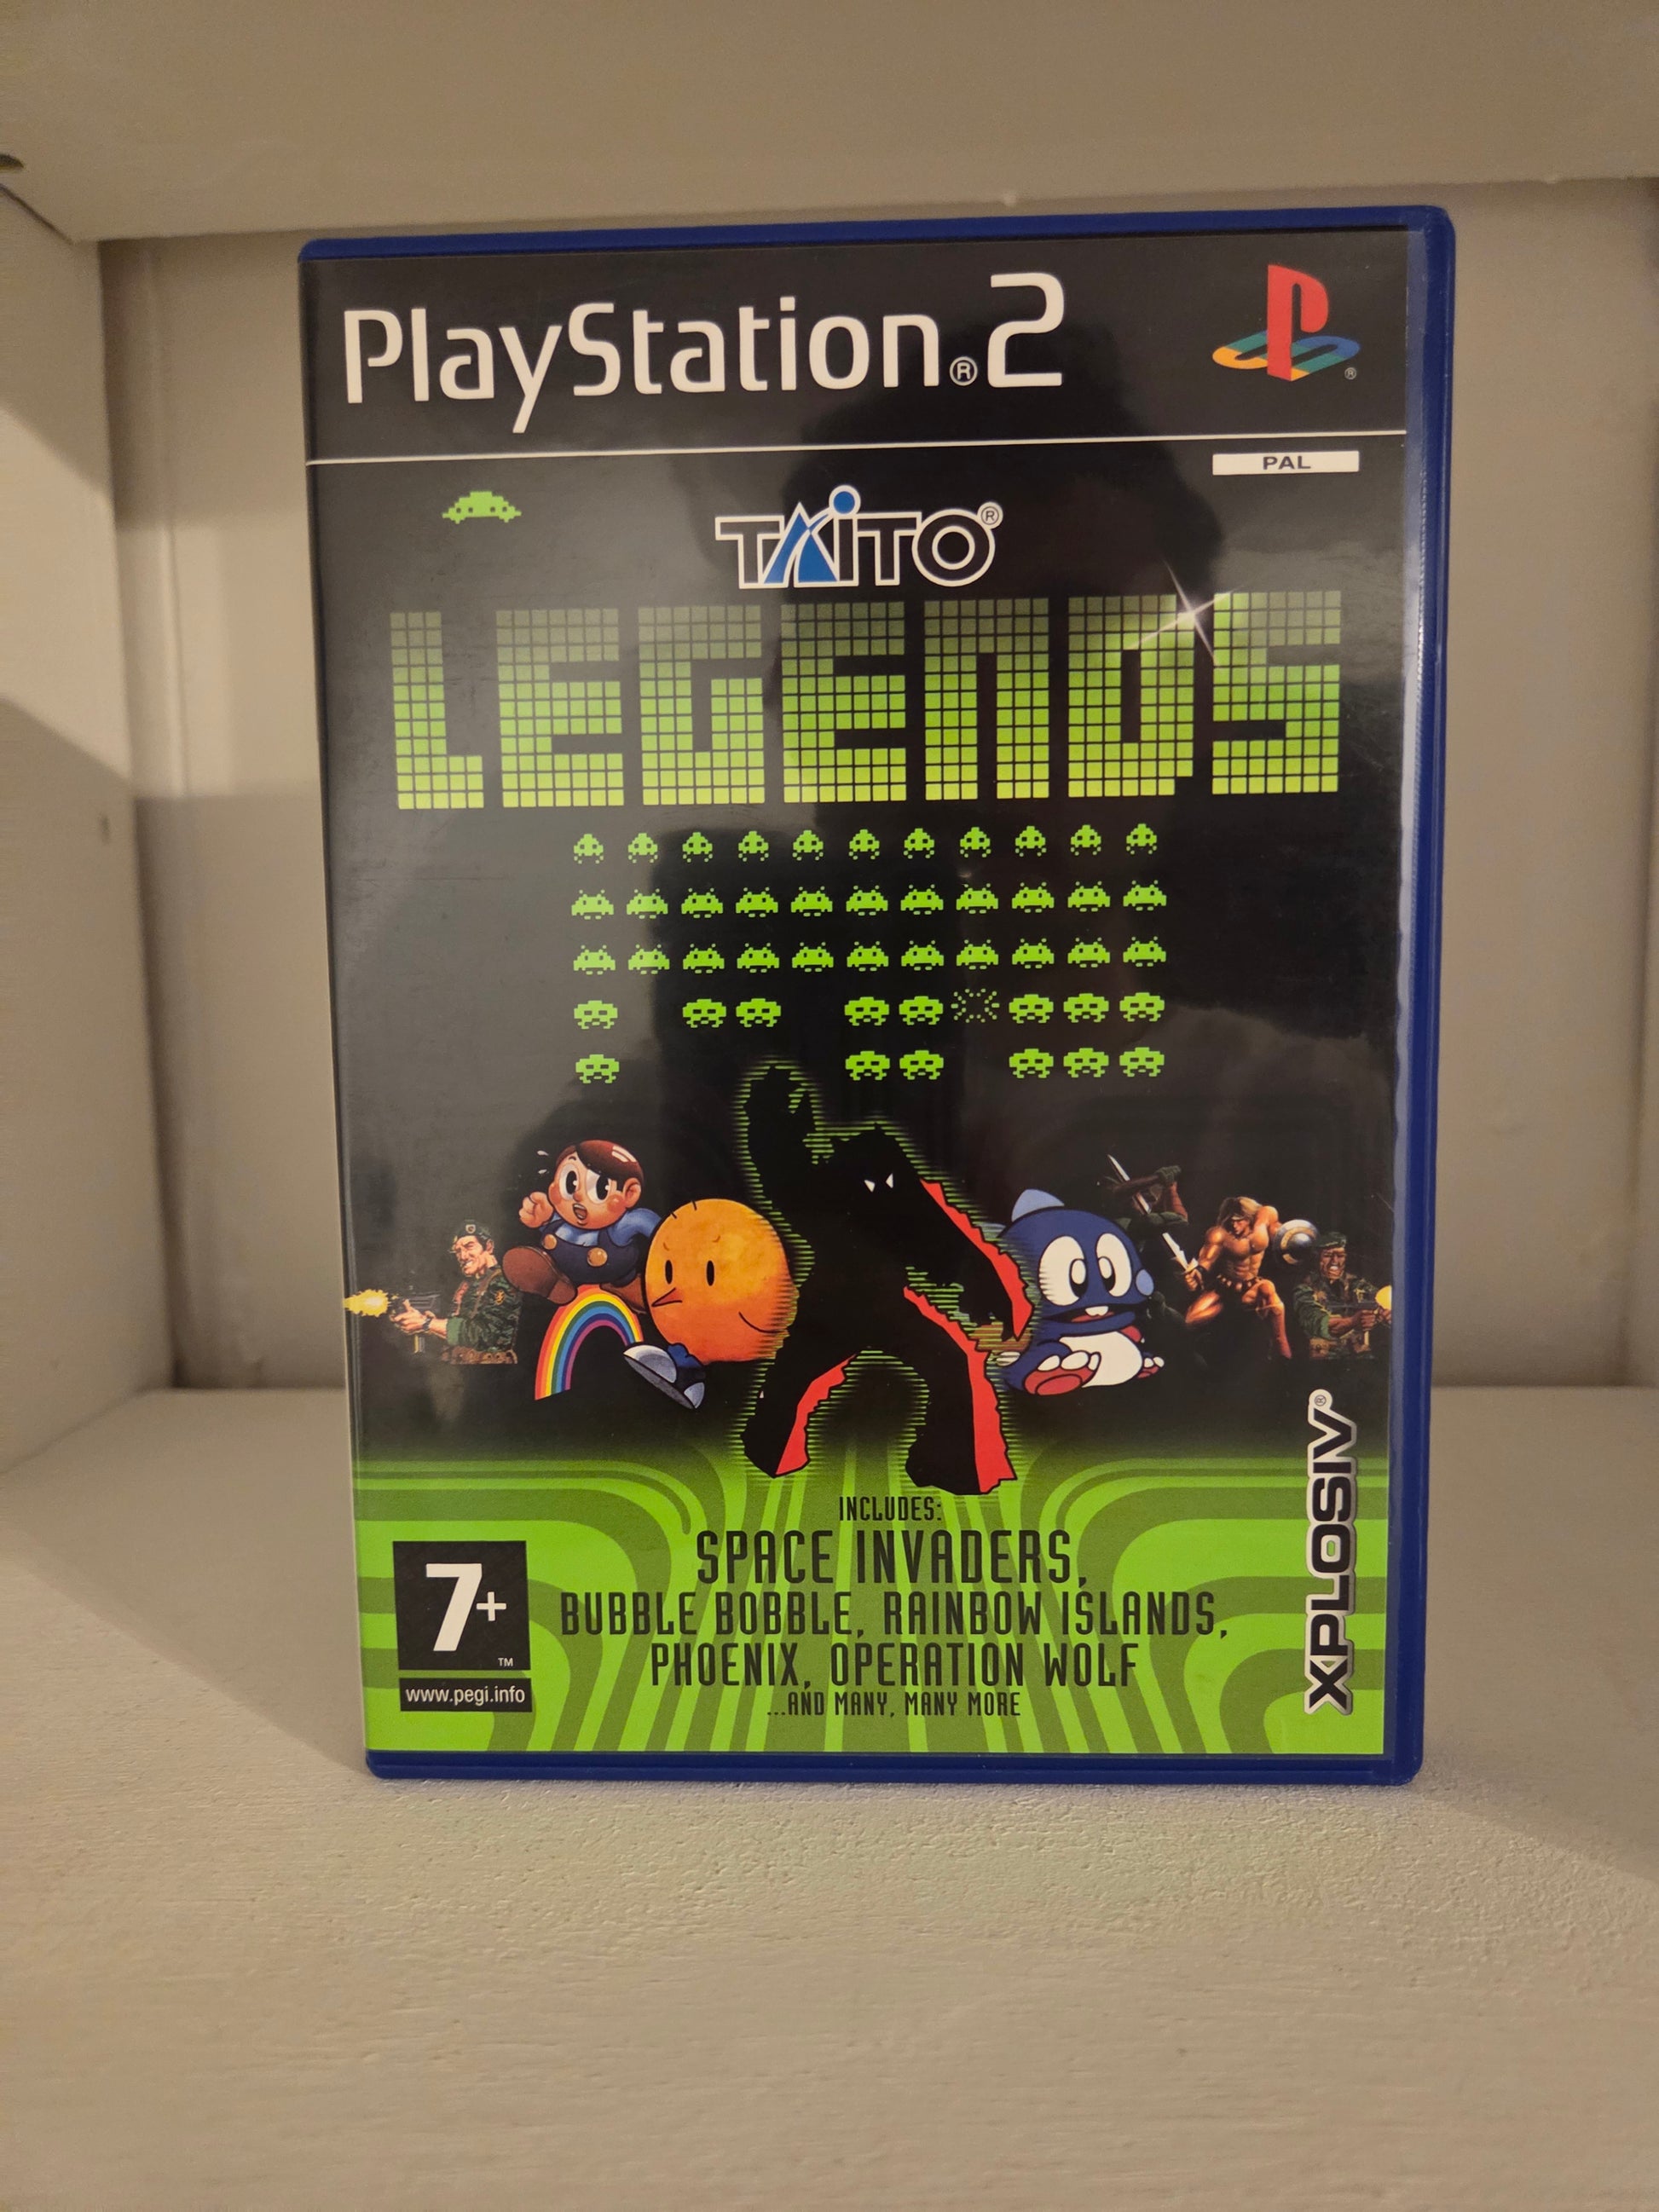 PlayStation®2
®
PAL
TAITO®
LEGENDS
INCLUDES:
SPACE INVADERS,
BUBBLE BOBBLE, RAINBOW ISLANDS,
PHOENIX, OPERATION WOLF
...AND MANY, MANY MORE
7+
TM
www.pegi.info
XPLOSIV®